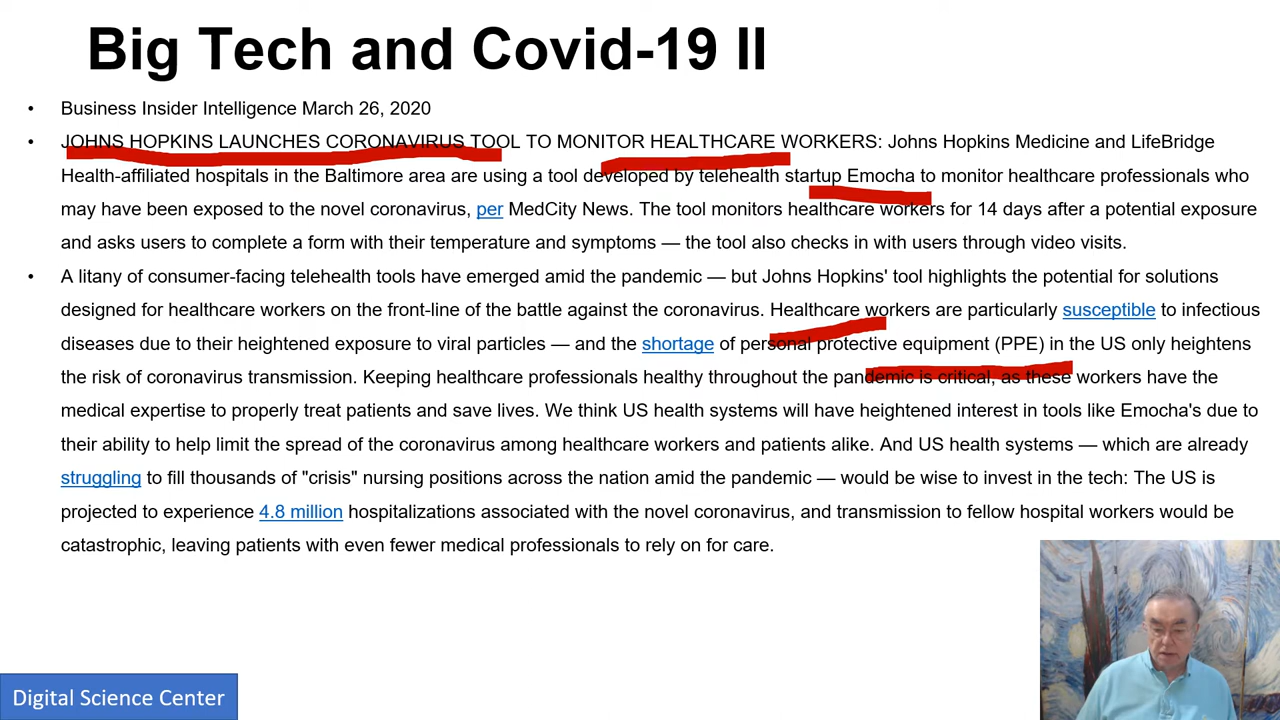 Big Tech and Covid-19 II
• Business Insider Intelligence March 26, 2020
• JOHNS HOPKINS LAUNCHES CORONAVIRUS TOOL TO MONITOR HEALTHCARE WORKERS: Johns Hopkins Medicine and LifeBridge
Health-affiliated hospitals in the Baltimore area are using a tool developed by telehealth startup Emocha to monitor healthcare professionals who
may have been exposed to the novel coronavirus, per MedCity News. The tool monitors healthcare workers for 14 days after a potential exposure
and asks users to complete a form with their temperature and symptoms — the tool also checks in with users through video visits.
• A litany of consumer-facing telehealth tools have emerged amid the pandemic — but Johns Hopkins' tool highlights the potential for solutions
designed for healthcare workers on the front-line of the battle against the coronavirus. Healthcare workers are particularly susceptible to infectious
diseases due to their heightened exposure to viral particles — and the shortage of personal protective equipment (PPE) in the US only heightens
the risk of coronavirus transmission. Keeping healthcare professionals healthy throughout the pandemic is critical, as these workers have the
medical expertise to properly treat patients and save lives. We think US health systems will have heightened interest in tools like Emocha's due to
their ability to help limit the spread of the coronavirus among healthcare workers and patients alike. And US health systems — which are already
struggling to fill thousands of "crisis" nursing positions across the nation amid the pandemic — would be wise to invest in the tech: The US is
projected to experience 4.8 million hospitalizations associated with the novel coronavirus, and transmission to fellow hospital workers would be
catastrophic, leaving patients with even fewer medical professionals to rely on for care.
Digital Science Center